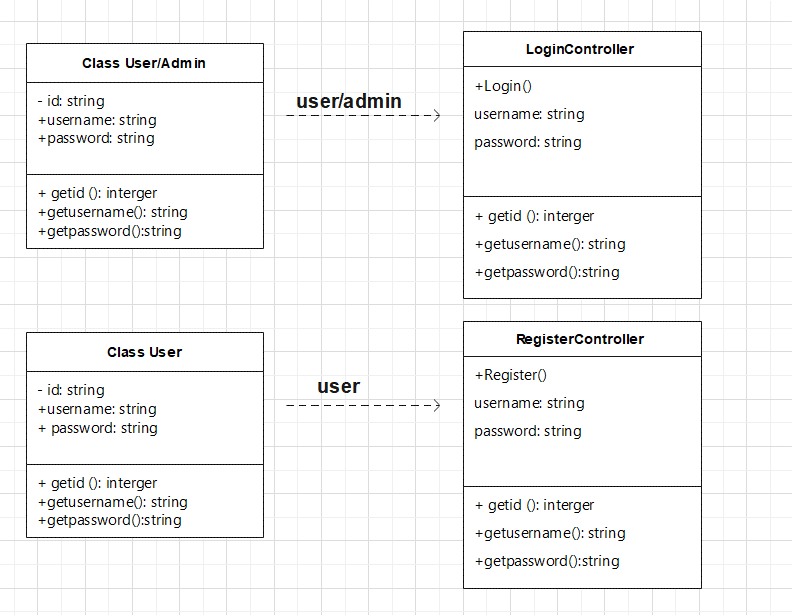 Class User/Admin
- id: string
+username: string
+password: string
+ getid (): interger
+getusername(): string
+getpassword():string
user/admin
LoginController
+Login()
username: string
password: string
+ getid (): interger
+getusername(): string
+getpassword():string
Class User
- id: string
+username: string
+ password: string
+ getid (): interger
+getusername(): string
+getpassword():string
user
RegisterController
+Register()
username: string
password: string
+ getid (): interger
+getusername(): string
+getpassword():string